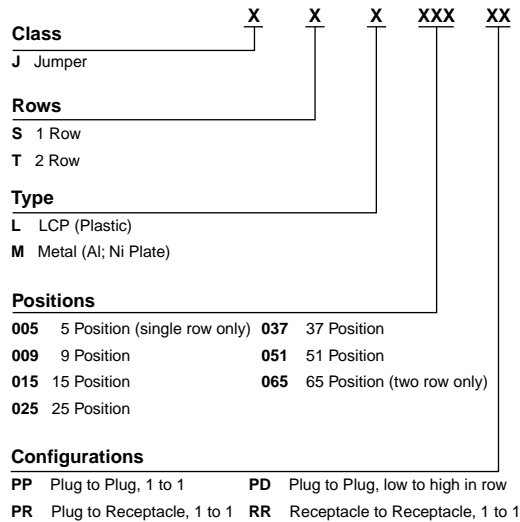 X X X XXX XX
Class
J Jumper
Rows
S 1 Row
T 2 Row
Type
L LCP (Plastic)
M Metal (Al; Ni Plate)
Positions
005 5 Position (single row only) 037 37 Position
009 9 Position 051 51 Position
015 15 Position 065 65 Position (two row only)
025 25 Position
Configurations
PP Plug to Plug, 1 to 1 PD Plug to Plug, low to high in row
PR Plug to Receptacle, 1 to 1 RR Receptacle to Receptacle, 1 to 1